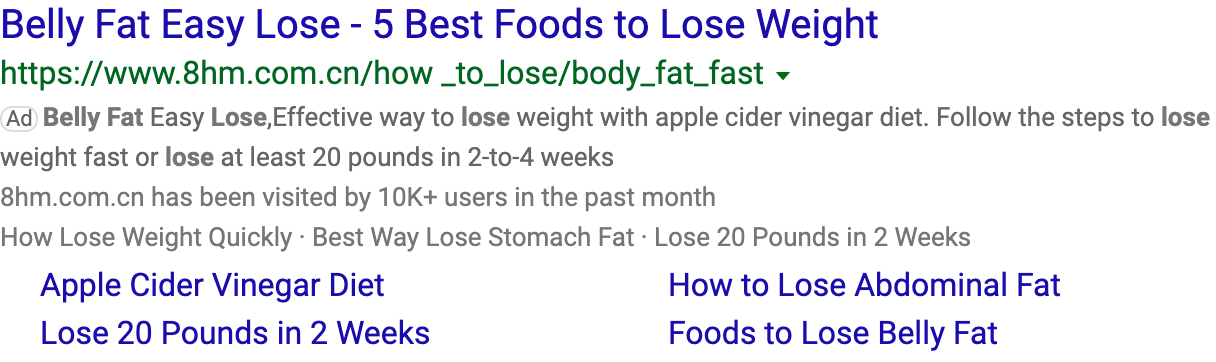 Belly Fat Easy Lose - 5 Best Foods to Lose Weight
https://www.8hm.com.cn/how _to_lose/body_fat_fast
Ad Belly Fat Easy Lose,Effective way to lose weight with apple cider vinegar diet. Follow the steps to lose
weight fast or lose at least 20 pounds in 2-to-4 weeks
8hm.com.cn has been visited by 10K+ users in the past month
How Lose Weight Quickly · Best Way Lose Stomach Fat · Lose 20 Pounds in 2 Weeks
Apple Cider Vinegar Diet
How to Lose Abdominal Fat
Lose 20 Pounds in 2 Weeks
Foods to Lose Belly Fat